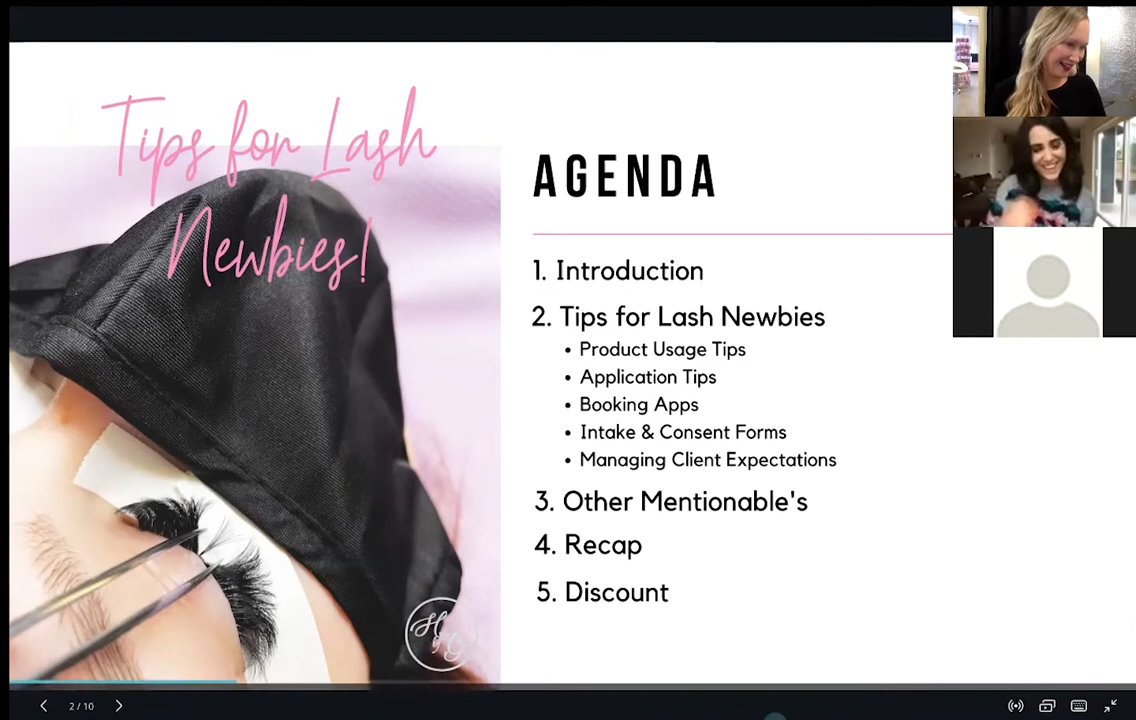 Tips for Lash
Newbies!
AGENDA
1. Introduction
2. Tips for Lash Newbies
• Product Usage Tips
• Application Tips
• Booking Apps
• Intake & Consent Forms
• Managing Client Expectations
3. Other Mentionable's
4. Recap
5. Discount
2 / 10